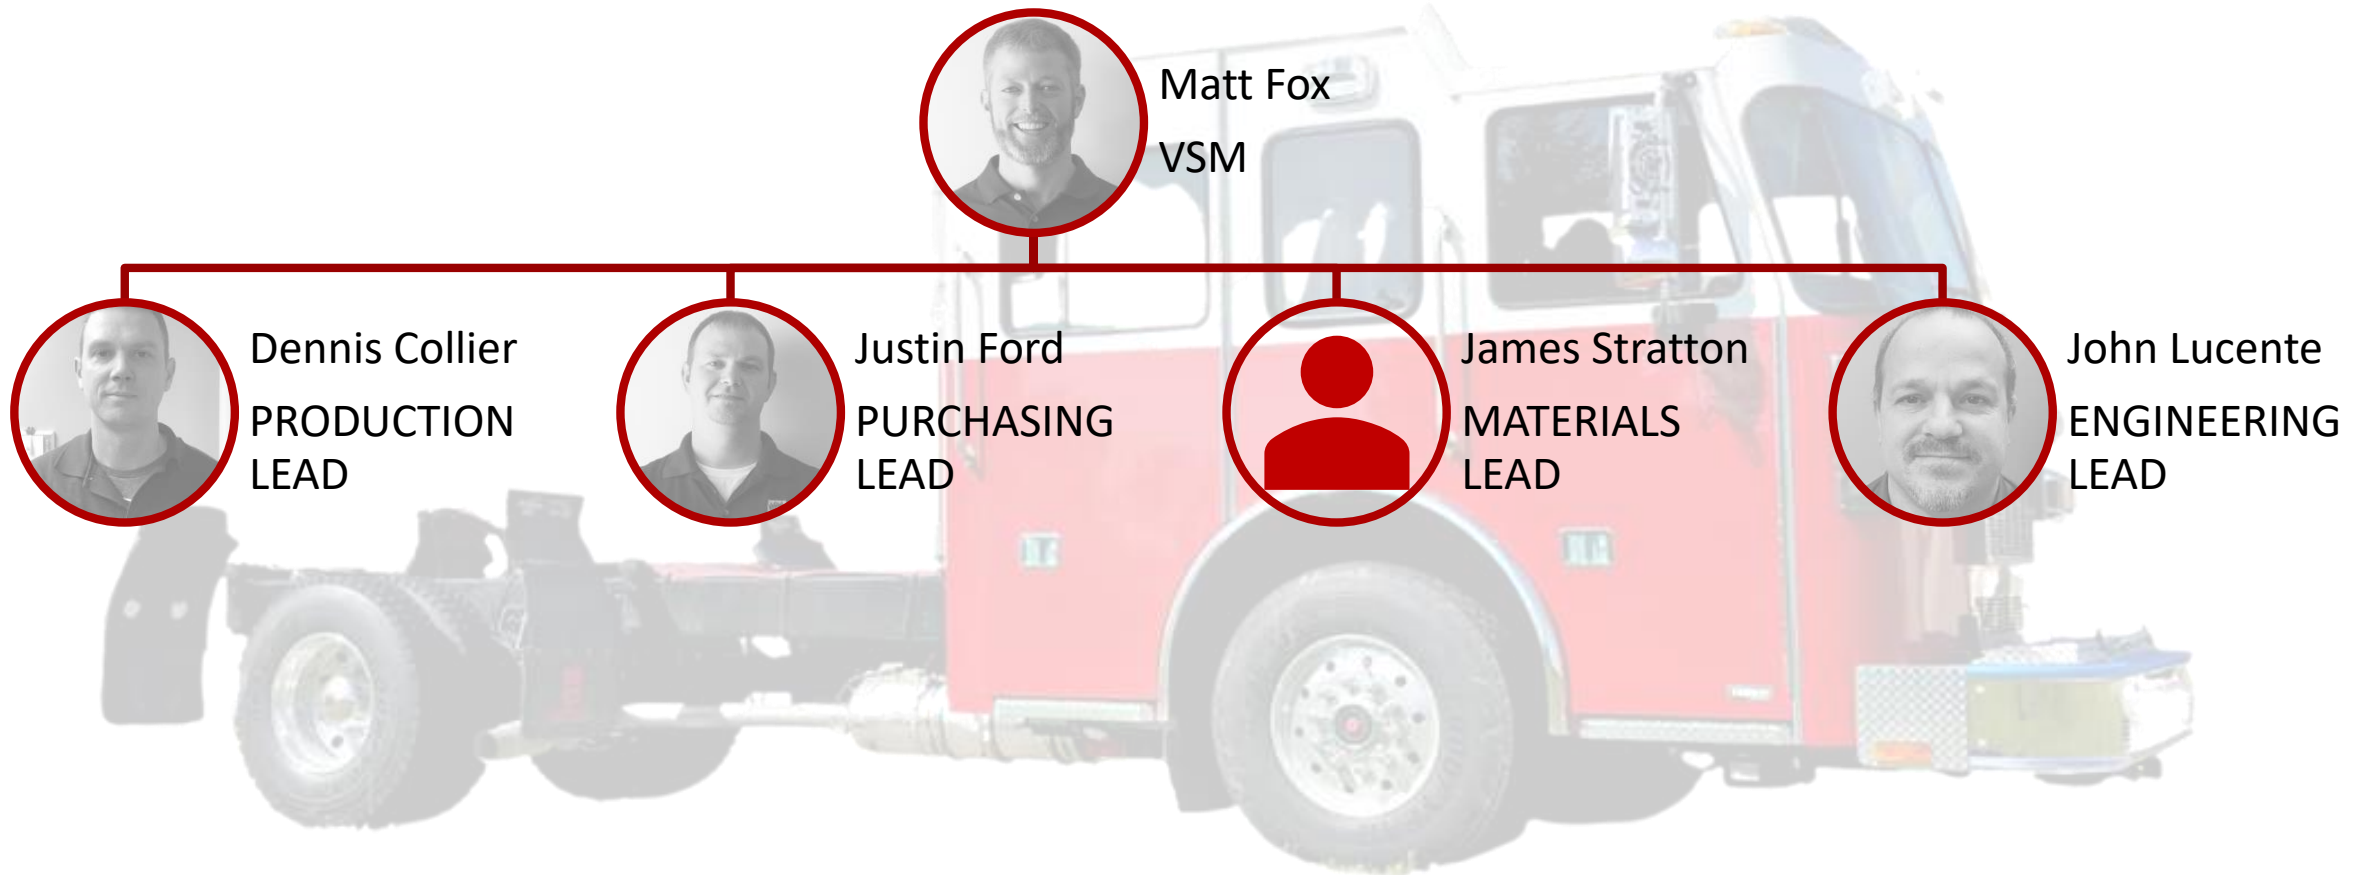 Matt Fox
VSM
Dennis Collier
PRODUCTION
LEAD
Justin Ford
PURCHASING
LEAD
James Stratton
MATERIALS
LEAD
John Lucente
ENGINEERING
LEAD